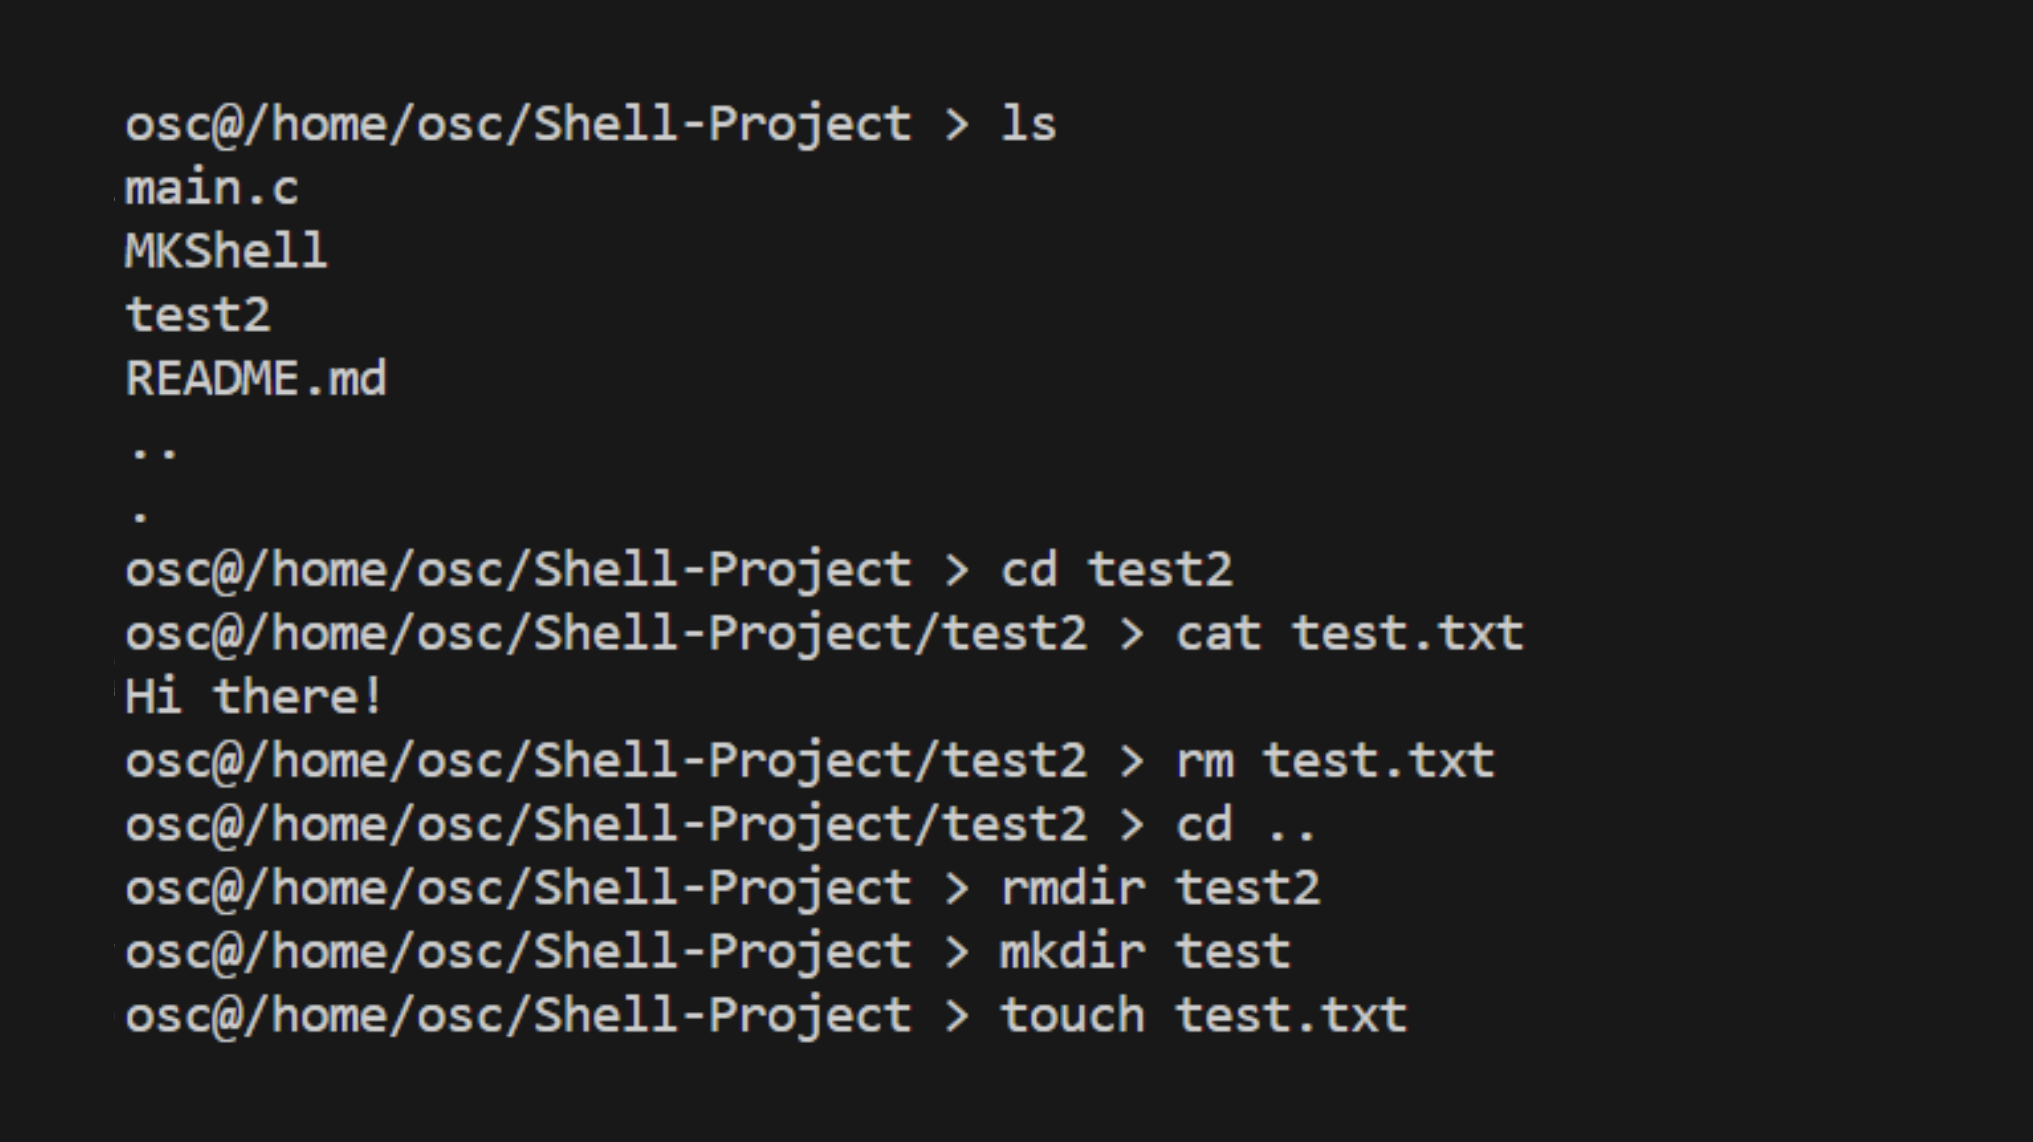 osc@/home/osc/Shell-Project > ls
main.c
MKShell
test2
README.md
..
.
osc@/home/osc/Shell-Project > cd test2
osc@/home/osc/Shell-Project/test2 > cat test.txt
Hi there!
osc@/home/osc/Shell-Project/test2 > rm test.txt
osc@/home/osc/Shell-Project/test2 > cd ..
osc@/home/osc/Shell-Project > rmdir test2
osc@/home/osc/Shell-Project > mkdir test
osc@/home/osc/Shell-Project > touch test.txt